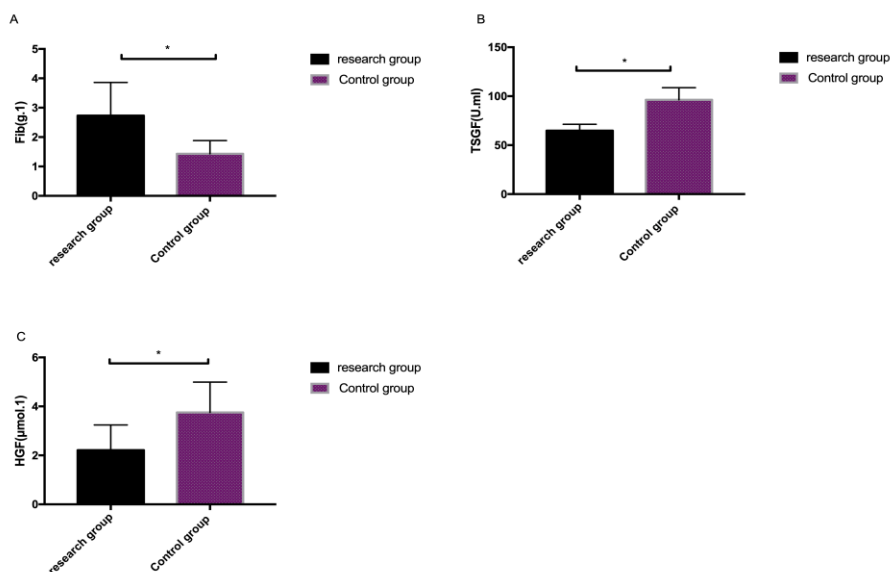 A
*
5
4
3
2
1
0
Fib(g.1)
research group
Control group
research group
Control group
B
*
150
100
50
0
TSGF(U.ml)
research group
Control group
research group
Control group
C
*
6
4
2
0
HGF(μmol.1)
research group
Control group
research group
Control group